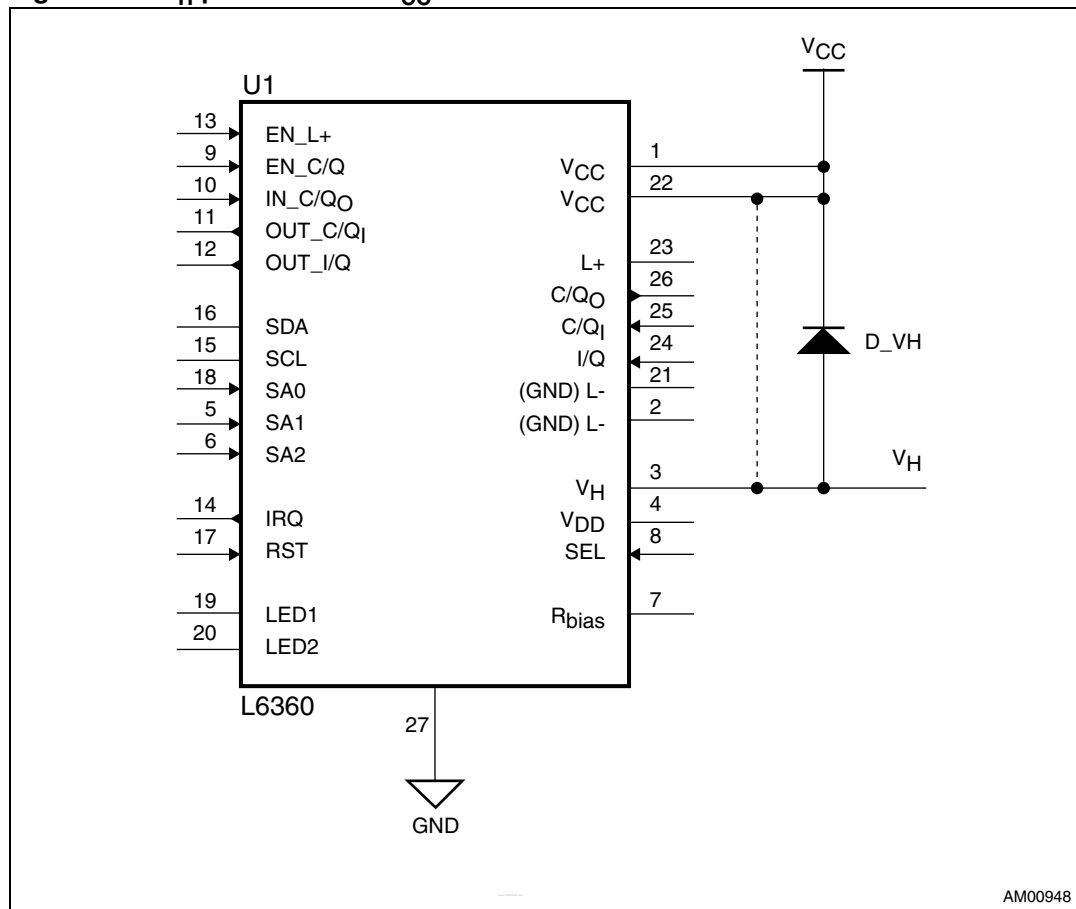 VCC
U1
13 EN_L+
9 EN_C/Q
10 IN_C/QO
11 OUT_C/QI
12 OUT_I/Q
16 SDA
15 SCL
18 SA0
5 SA1
6 SA2
14 IRQ
17 RST
19 LED1
20 LED2
VCC 1
VCC 22
L+ 23
C/QO 26
C/QI 25
I/Q 24
(GND) L- 21
(GND) L- 2
VH 3
VDD 4
SEL 8
Rbias 7
D_VH
VH
L6360
27
GND
AM00948